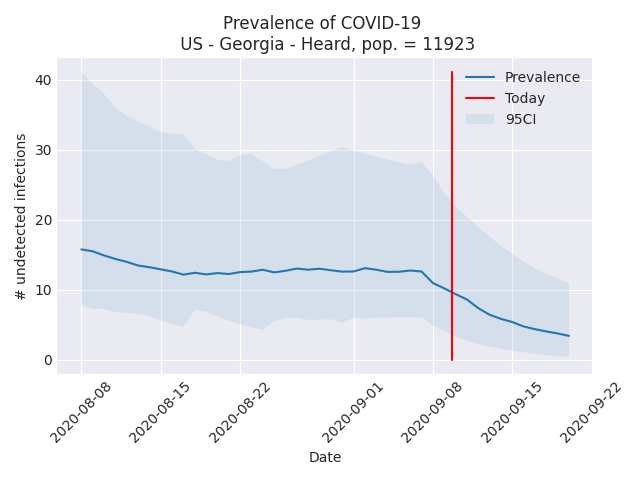 Prevalence of COVID-19
US - Georgia - Heard, pop. = 11923
# undetected infections
40
30
20
10
0
Prevalence
Today
95CI
2020-08-08
2020-08-15
2020-08-22
2020-09-01
2020-09-08
2020-09-15
2020-09-22
Date